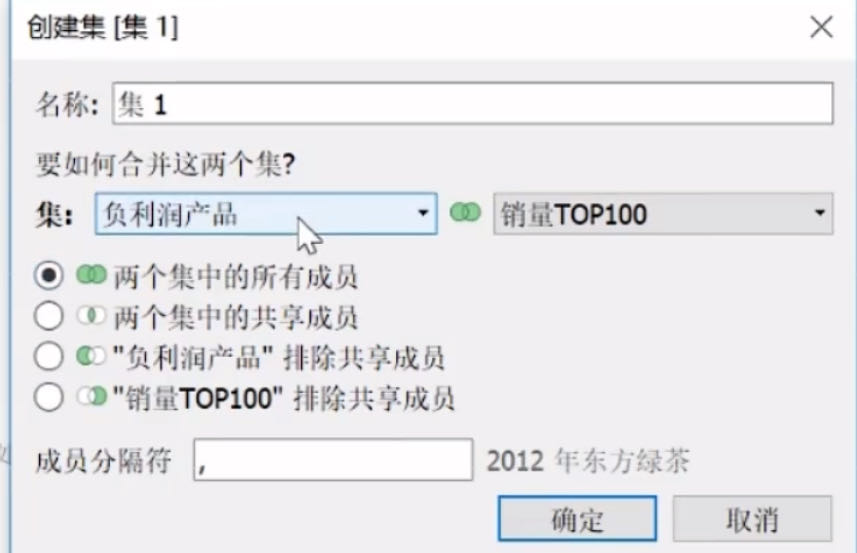 创建集 [集 1]
名称: 集 1
要如何合并这两个集?
集: 负利润产品 销量TOP100
两个集中的所有成员
两个集中的共享成员
"负利润产品" 排除共享成员
"销量TOP100" 排除共享成员
成员分隔符 , 2012 年东方绿茶
确定 取消